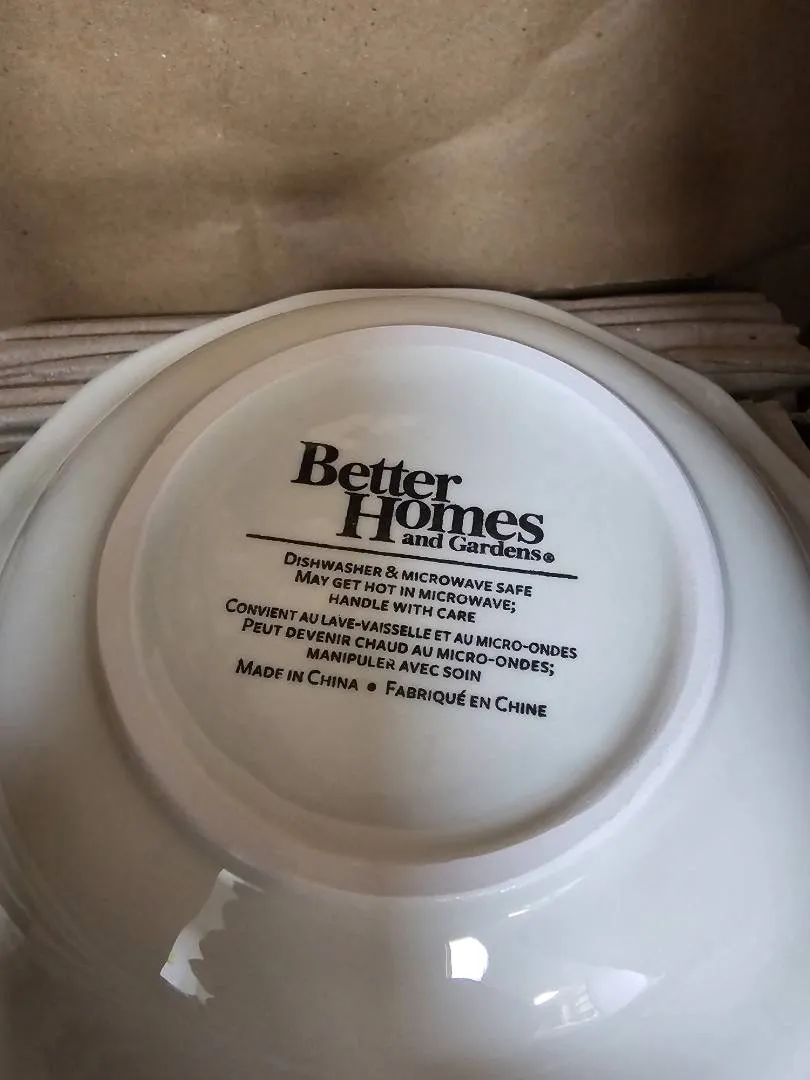 Better
Homes
and Gardens®
DISHWASHER & MICROWAVE SAFE
MAY GET HOT IN MICROWAVE;
HANDLE WITH CARE
CONVIENT AU LAVE-VAISSELLE ET AU MICRO-ONDES
PEUT DEVENIR CHAUD AU MICRO-ONDES;
MANIPULER AVEC SOIN
MADE IN CHINA • FABRIQUÉ EN CHINE